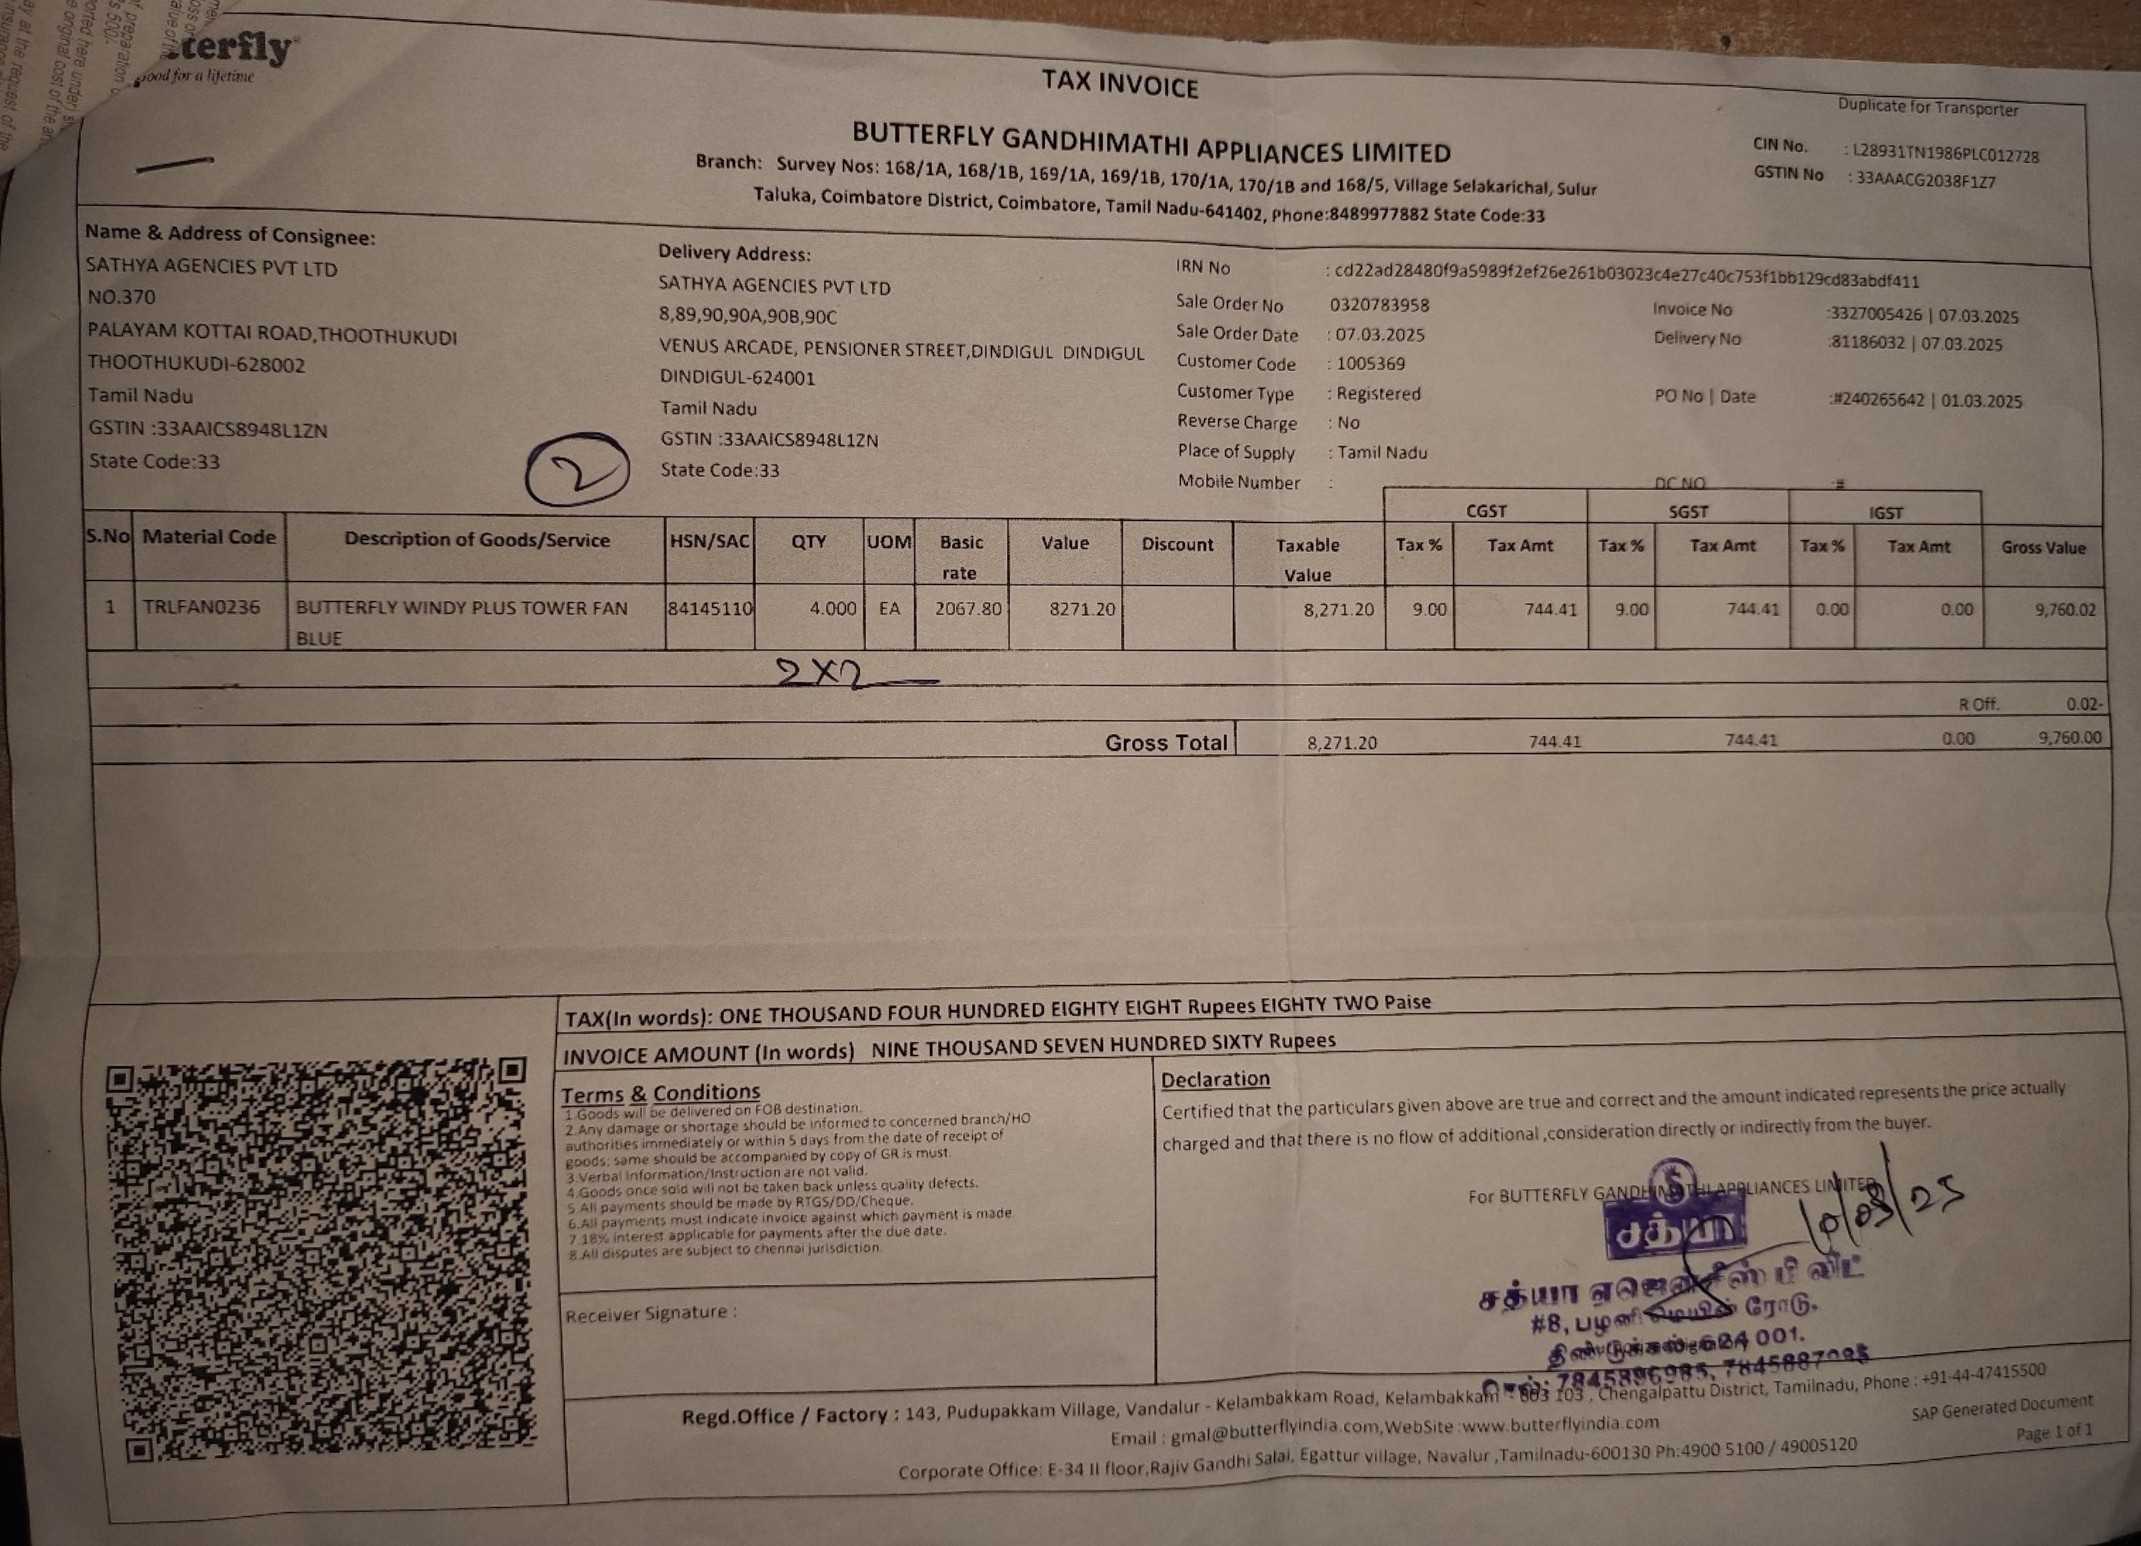 terferfly
good for a lifetime
TAX INVOICE
Duplicate for Transporter
BUTTERFLY GANDHIMATHI APPLIANCES LIMITED
Branch: Survey Nos: 168/1A, 168/1B, 169/1A, 169/1B, 170/1A, 170/1B and 168/5, Village Selakarichal, Sulur
Taluka, Coimbatore District, Coimbatore, Tamil Nadu-641402, Phone:8489977882 State Code:33
CIN No. : L28931TN1986PLC012728
GSTIN No : 33AAACG2038F1Z7
Name & Address of Consignee:
SATHYA AGENCIES PVT LTD
NO.370
PALAYAM KOTTAI ROAD,THOOTHUKUDI
THOOTHUKUDI-628002
Tamil Nadu
GSTIN :33AAICS8948L1ZN
State Code:33
2
Delivery Address:
SATHYA AGENCIES PVT LTD
8,89,90,90A,90B,90C
VENUS ARCADE, PENSIONER STREET,DINDIGUL DINDIGUL
DINDIGUL-624001
Tamil Nadu
GSTIN :33AAICS8948L1ZN
State Code:33
IRN No : cd22ad28480f9a5989f2ef26e261b03023c4e27c40c753f1bb129cd83abdf411
Sale Order No 0320783958
Sale Order Date : 07.03.2025
Customer Code : 1005369
Customer Type : Registered
Reverse Charge : No
Place of Supply : Tamil Nadu
Mobile Number :
Invoice No :3327005426 | 07.03.2025
Delivery No :81186032 | 07.03.2025
PO No | Date :#240265642 | 01.03.2025
DC NO :#
CGST SGST IGST
S.No Material Code Description of Goods/Service HSN/SAC QTY UOM Basic rate Value Discount Taxable Value Tax % Tax Amt Tax % Tax Amt Tax % Tax Amt Gross Value
1 TRLFAN0236 BUTTERFLY WINDY PLUS TOWER FAN BLUE 84145110 4.000 EA 2067.80 8271.20 8,271.20 9.00 744.41 9.00 744.41 0.00 0.00 9,760.02
2X2
R Off. 0.02-
Gross Total 8,271.20 744.41 744.41 0.00 9,760.00
TAX(In words): ONE THOUSAND FOUR HUNDRED EIGHTY EIGHT Rupees EIGHTY TWO Paise
INVOICE AMOUNT (In words) NINE THOUSAND SEVEN HUNDRED SIXTY Rupees
Terms & Conditions
1.Goods will be delivered on FOB destination.
2.Any damage or shortage should be informed to concerned branch/HO
authorities immediately or within 5 days from the date of receipt of
goods; same should be accompanied by copy of GR is must.
3.Verbal Information/Instruction are not valid.
4.Goods once sold will not be taken back unless quality defects.
5.All payments should be made by RTGS/DD/Cheque.
6.All payments must indicate invoice against which payment is made
7.18% interest applicable for payments after the due date.
8.All disputes are subject to chennai jurisdiction.
Receiver Signature :
Declaration
Certified that the particulars given above are true and correct and the amount indicated represents the price actually
charged and that there is no flow of additional ,consideration directly or indirectly from the buyer.
For BUTTERFLY GANDHIMATHI APPLIANCES LIMITED
10/03/25
சத்யா
சத்யா ஏஜென்சீஸ் பி லிட்
#8, பழனி ரோடு.
திண்டுக்கல்-624 001.
செல்: 7845896985, 7845887985
Regd.Office / Factory : 143, Pudupakkam Village, Vandalur - Kelambakkam Road, Kelambakkam - 603 103 , Chengalpattu District, Tamilnadu, Phone : +91-44-47415500
Email : gmal@butterflyindia.com,WebSite :www.butterflyindia.com
Corporate Office: E-34 II floor,Rajiv Gandhi Salai, Egattur village, Navalur ,Tamilnadu-600130 Ph:4900 5100 / 49005120
SAP Generated Document
Page 1 of 1